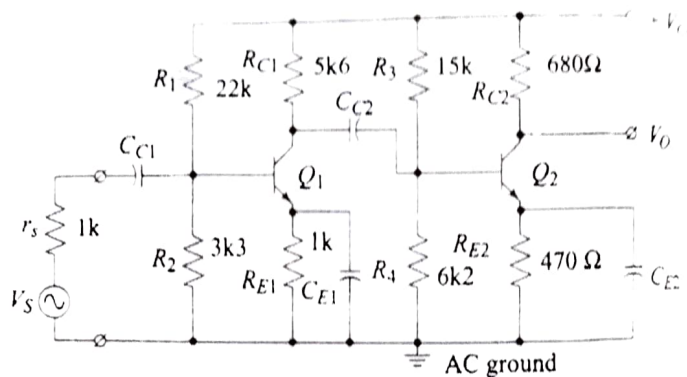 R1
22k
RC1
5k6
R3
15k
RC2
680Ω
CC2
CC1
VO
Q1
Q2
rs
1k
R2
3k3
RE1
1k
CE1
R4
6k2
RE2
470 Ω
CE2
VS
AC ground